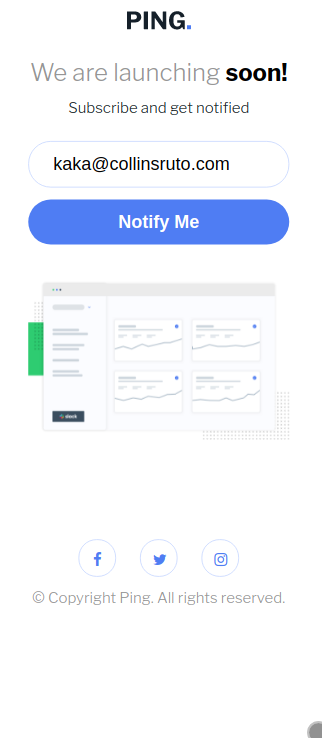 PING.
We are launching soon!
Subscribe and get notified
kaka@collinsruto.com
Notify Me
© Copyright Ping. All rights reserved.